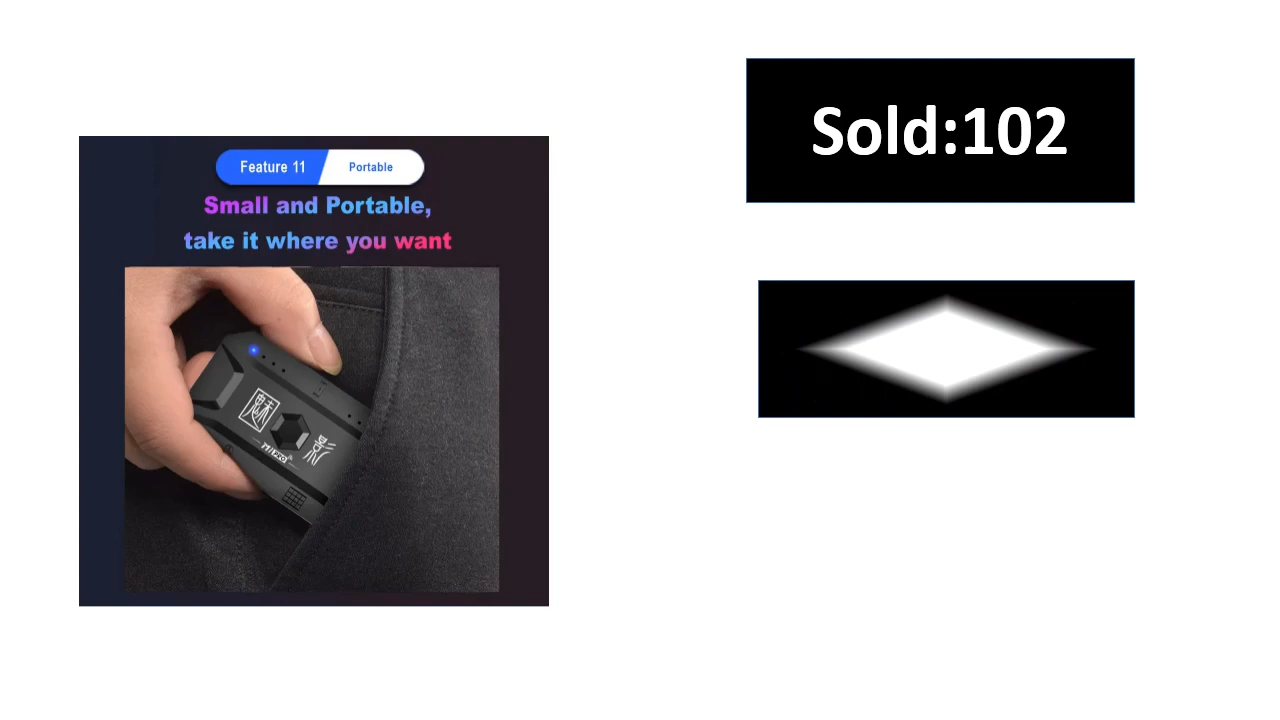 Feature 11 Portable
Small and Portable,
take it where you want
Sold:102